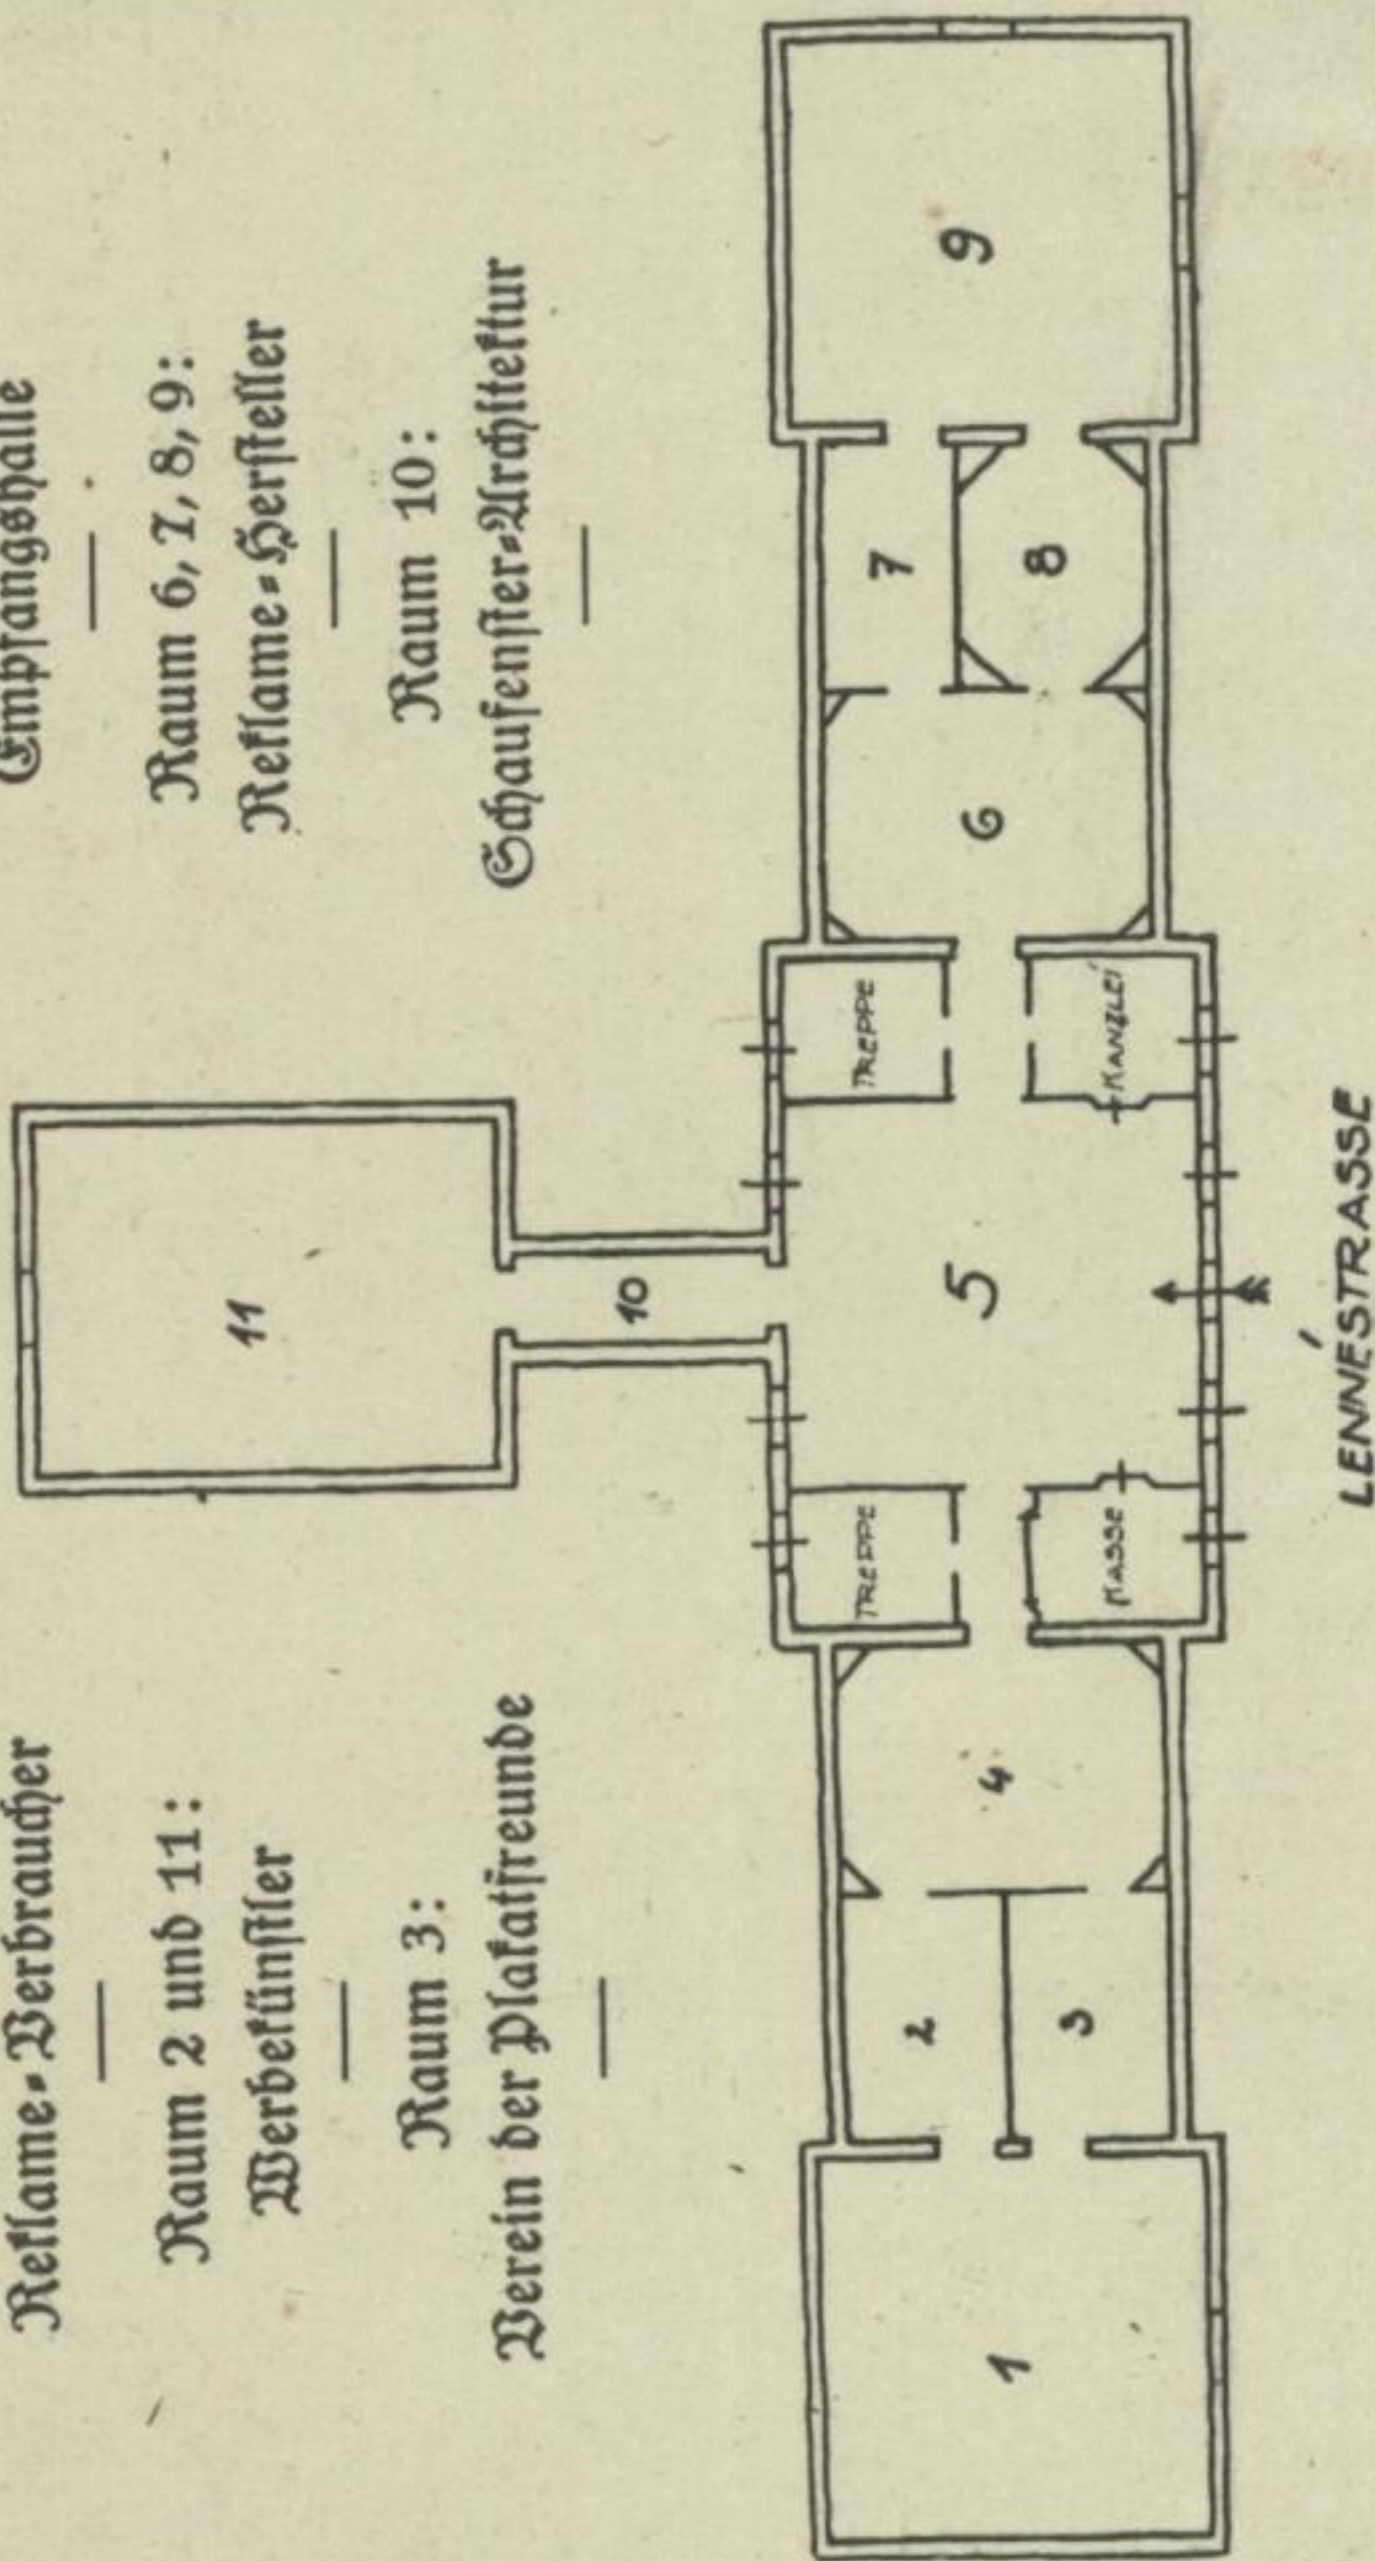 Reklame-Verbraucher
Raum 2 und 11:
Werbekünstler
Raum 3:
Verein der Plakatfreunde
Empfangshalle
Raum 6, 7, 8, 9:
Reklame-Hersteller
Raum 10:
Schaufenster-Architektur
11
10
TREPPE
TREPPE
7
9
2
4
5
6
8
1
3
KASSE
KANZLEI
LENNÉSTRASSE